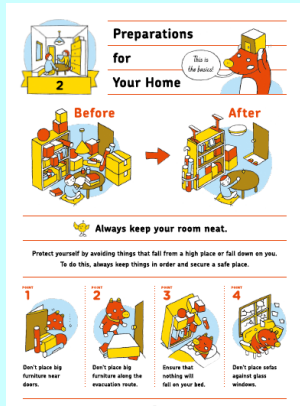 Preparations
for
Your Home
This is
the basics!
2
Before
After
Always keep your room neat.
Protect yourself by avoiding things that fall from a high place or fall down on you.
To do this, always keep things in order and secure a safe place.
POINT
1
Don't place big
furniture near
doors.
POINT
2
Don't place big
furniture along the
evacuation route.
POINT
3
Ensure that
nothing will
fall on your bed.
POINT
4
Don't place sofas
against glass
windows.